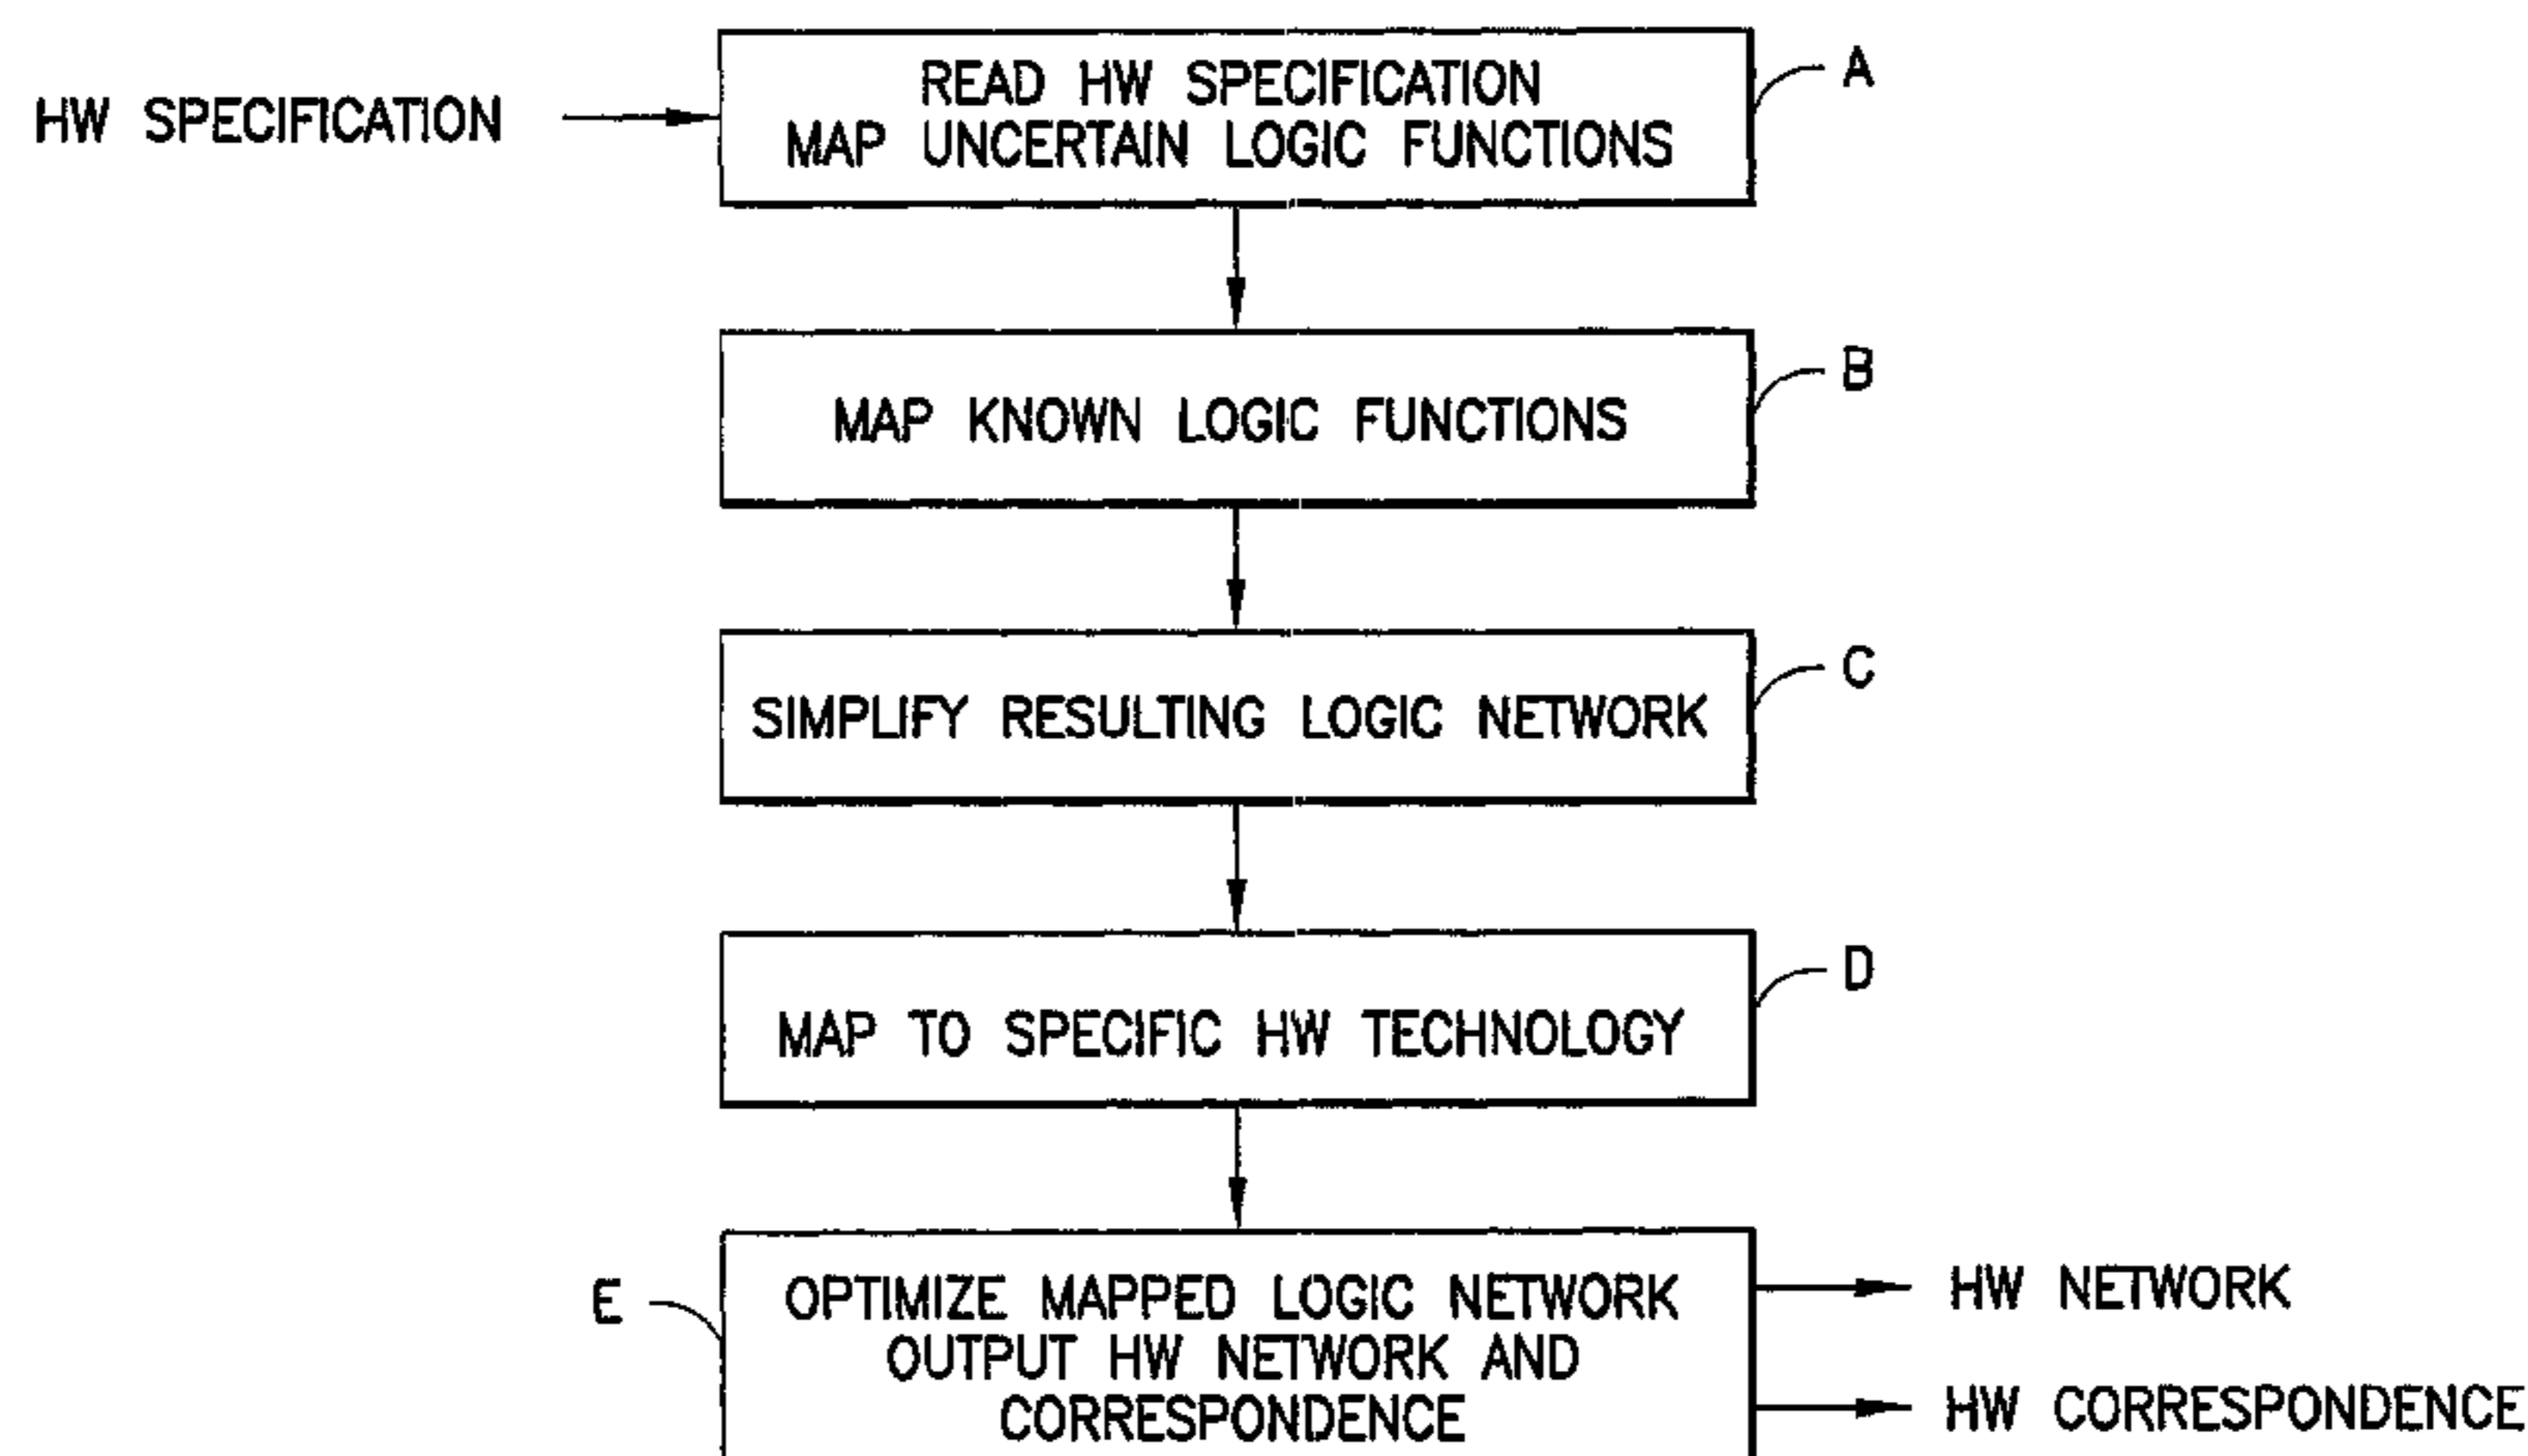 HW SPECIFICATION
READ HW SPECIFICATION
MAP UNCERTAIN LOGIC FUNCTIONS
A
MAP KNOWN LOGIC FUNCTIONS
B
SIMPLIFY RESULTING LOGIC NETWORK
C
MAP TO SPECIFIC HW TECHNOLOGY
D
E
OPTIMIZE MAPPED LOGIC NETWORK
OUTPUT HW NETWORK AND
CORRESPONDENCE
HW NETWORK
HW CORRESPONDENCE